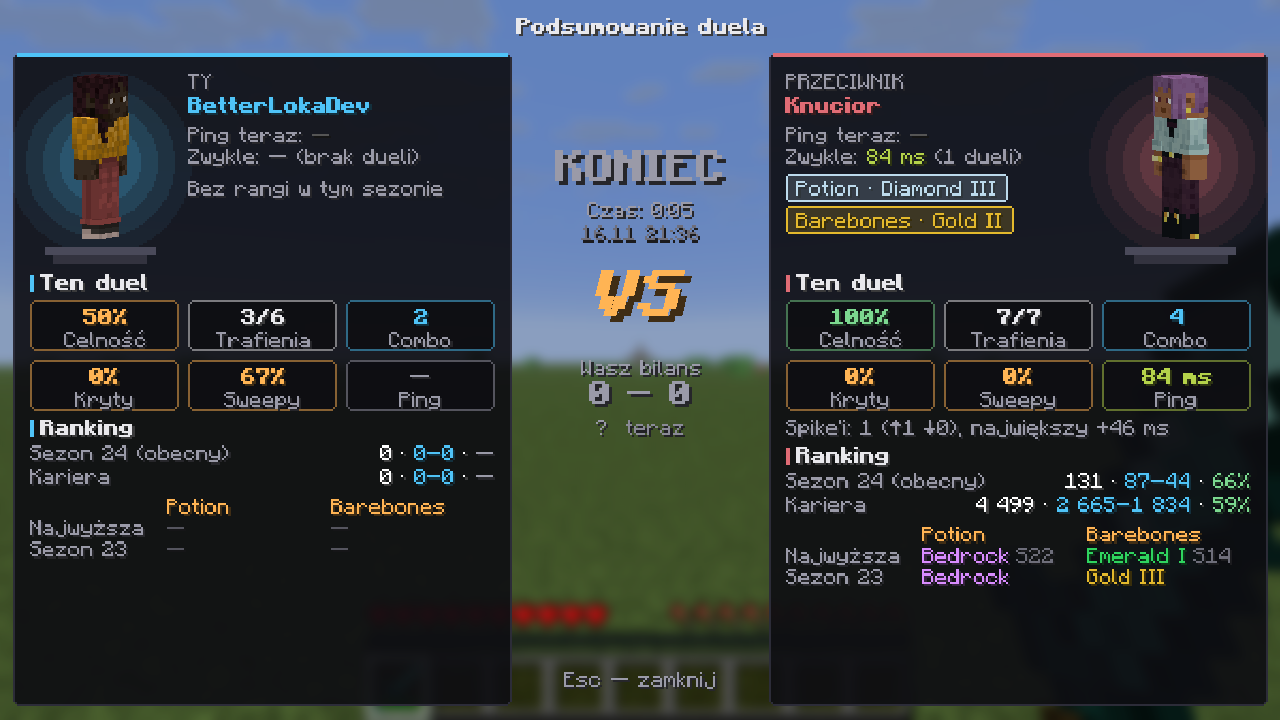 Podsumowanie duela
TY
BetterLokaDev
Ping teraz: —
Zwykle: — (brak dueli)
Bez rangi w tym sezonie
Ten duel
50%
Celność
3/6
Trafienia
2
Combo
0%
Kryty
67%
Sweepy
—
Ping
Ranking
Sezon 24 (obecny) 0 · 0–0 · —
Kariera 0 · 0–0 · —
Potion Barebones
Najwyższa — —
Sezon 23 — —
KONIEC
Czas: 0:05
16.11 21:36
VS
Wasz bilans
0 — 0
? teraz
Esc — zamknij
PRZECIWNIK
Knucior
Ping teraz: —
Zwykle: 84 ms (1 dueli)
Potion · Diamond III
Barebones · Gold II
Ten duel
100%
Celność
7/7
Trafienia
4
Combo
0%
Kryty
0%
Sweepy
84 ms
Ping
Spike'i: 1 (↑1 ↓0), największy +46 ms
Ranking
Sezon 24 (obecny) 131 · 87–44 · 66%
Kariera 4 499 · 2 665–1 834 · 59%
Potion Barebones
Najwyższa Bedrock S22 Emerald I S14
Sezon 23 Bedrock Gold III